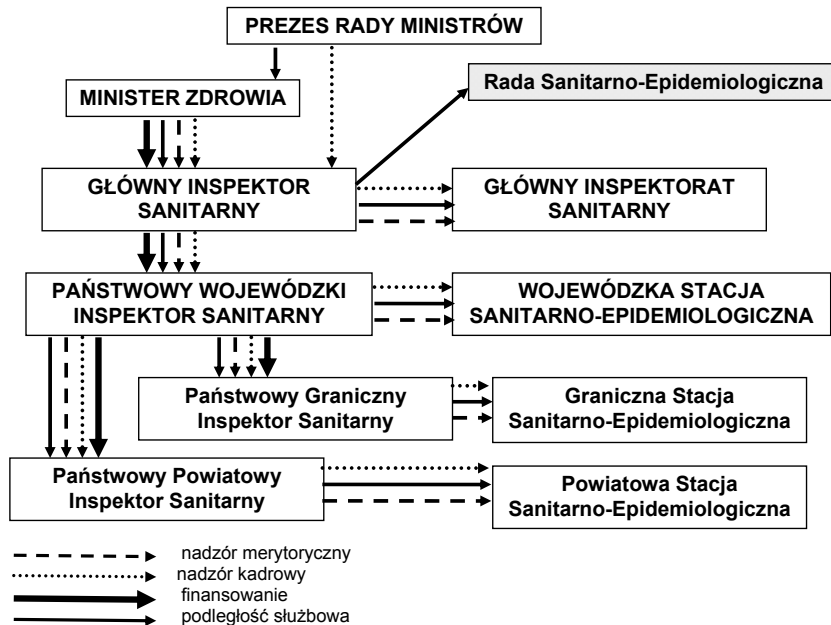 PREZES RADY MINISTRÓW
Rada Sanitarno-Epidemiologiczna
MINISTER ZDROWIA
GŁÓWNY INSPEKTOR
SANITARNY
GŁÓWNY INSPEKTORAT
SANITARNY
PAŃSTWOWY WOJEWÓDZKI
INSPEKTOR SANITARNY
WOJEWÓDZKA STACJA
SANITARNO-EPIDEMIOLOGICZNA
Państwowy Graniczny
Inspektor Sanitarny
Graniczna Stacja
Sanitarno-Epidemiologiczna
Państwowy Powiatowy
Inspektor Sanitarny
Powiatowa Stacja
Sanitarno-Epidemiologiczna
nadzór merytoryczny
nadzór kadrowy
finansowanie
podległość służbowa